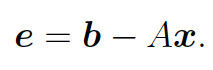 e = b − Ax.